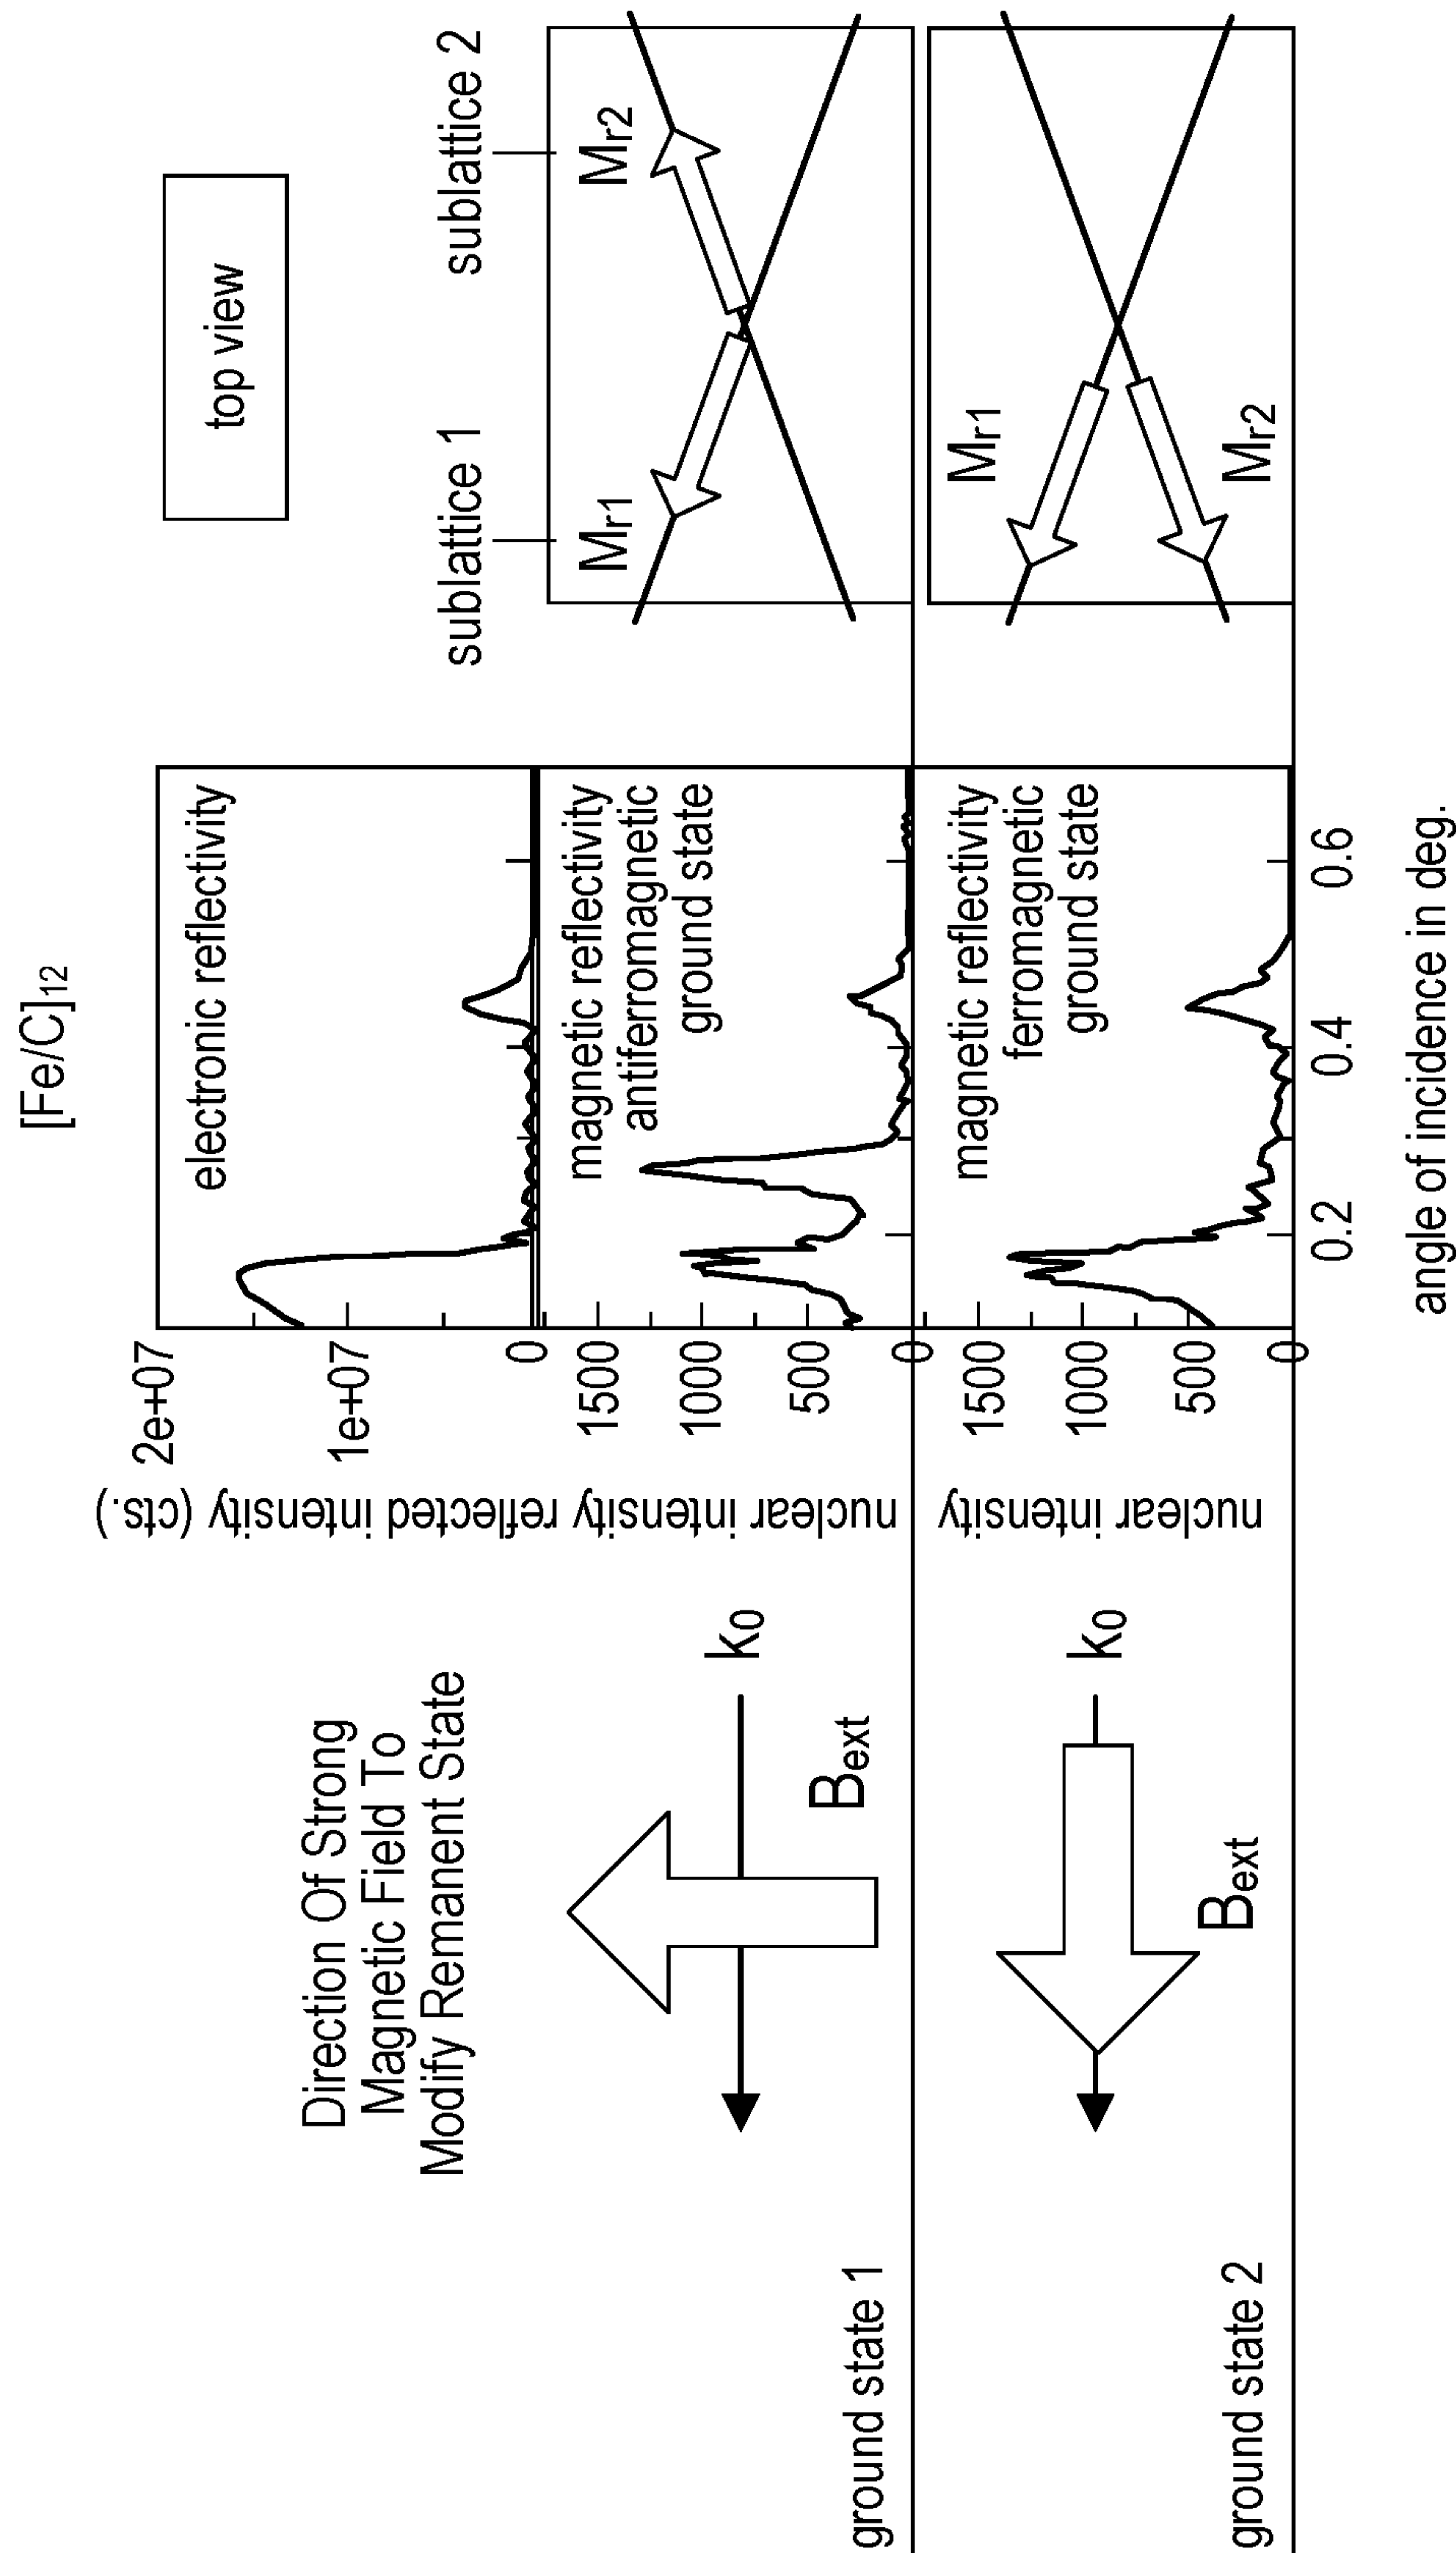 [Fe/C]12
top view
Direction Of Strong
Magnetic Field To
Modify Remanent State
electronic reflectivity
2e+07
1e+07
0
reflected intensity (cts.)
sublattice 1
sublattice 2
ground state 1
k0
Bext
nuclear intensity
1500
1000
500
0
magnetic reflectivity
antiferromagnetic
ground state
Mr1
Mr2
ground state 2
k0
Bext
nuclear intensity
1500
1000
500
0
magnetic reflectivity
ferromagnetic
ground state
Mr1
Mr2
0.2
0.4
0.6
angle of incidence in deg.